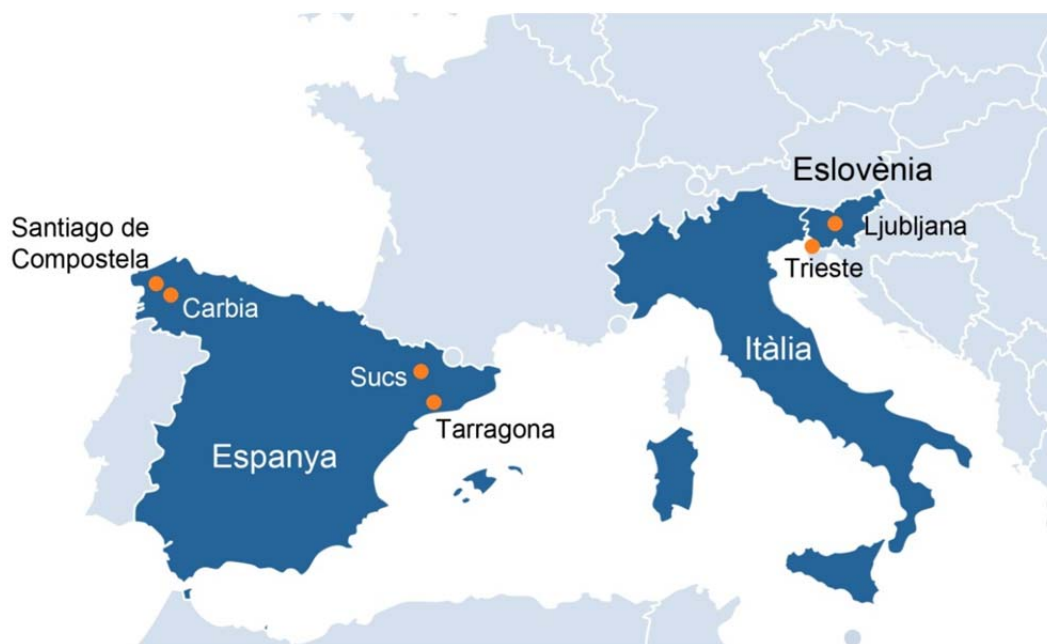 Eslovènia
Ljubljana
Trieste
Santiago de
Compostela
Carbia
Itàlia
Sucs
Tarragona
Espanya